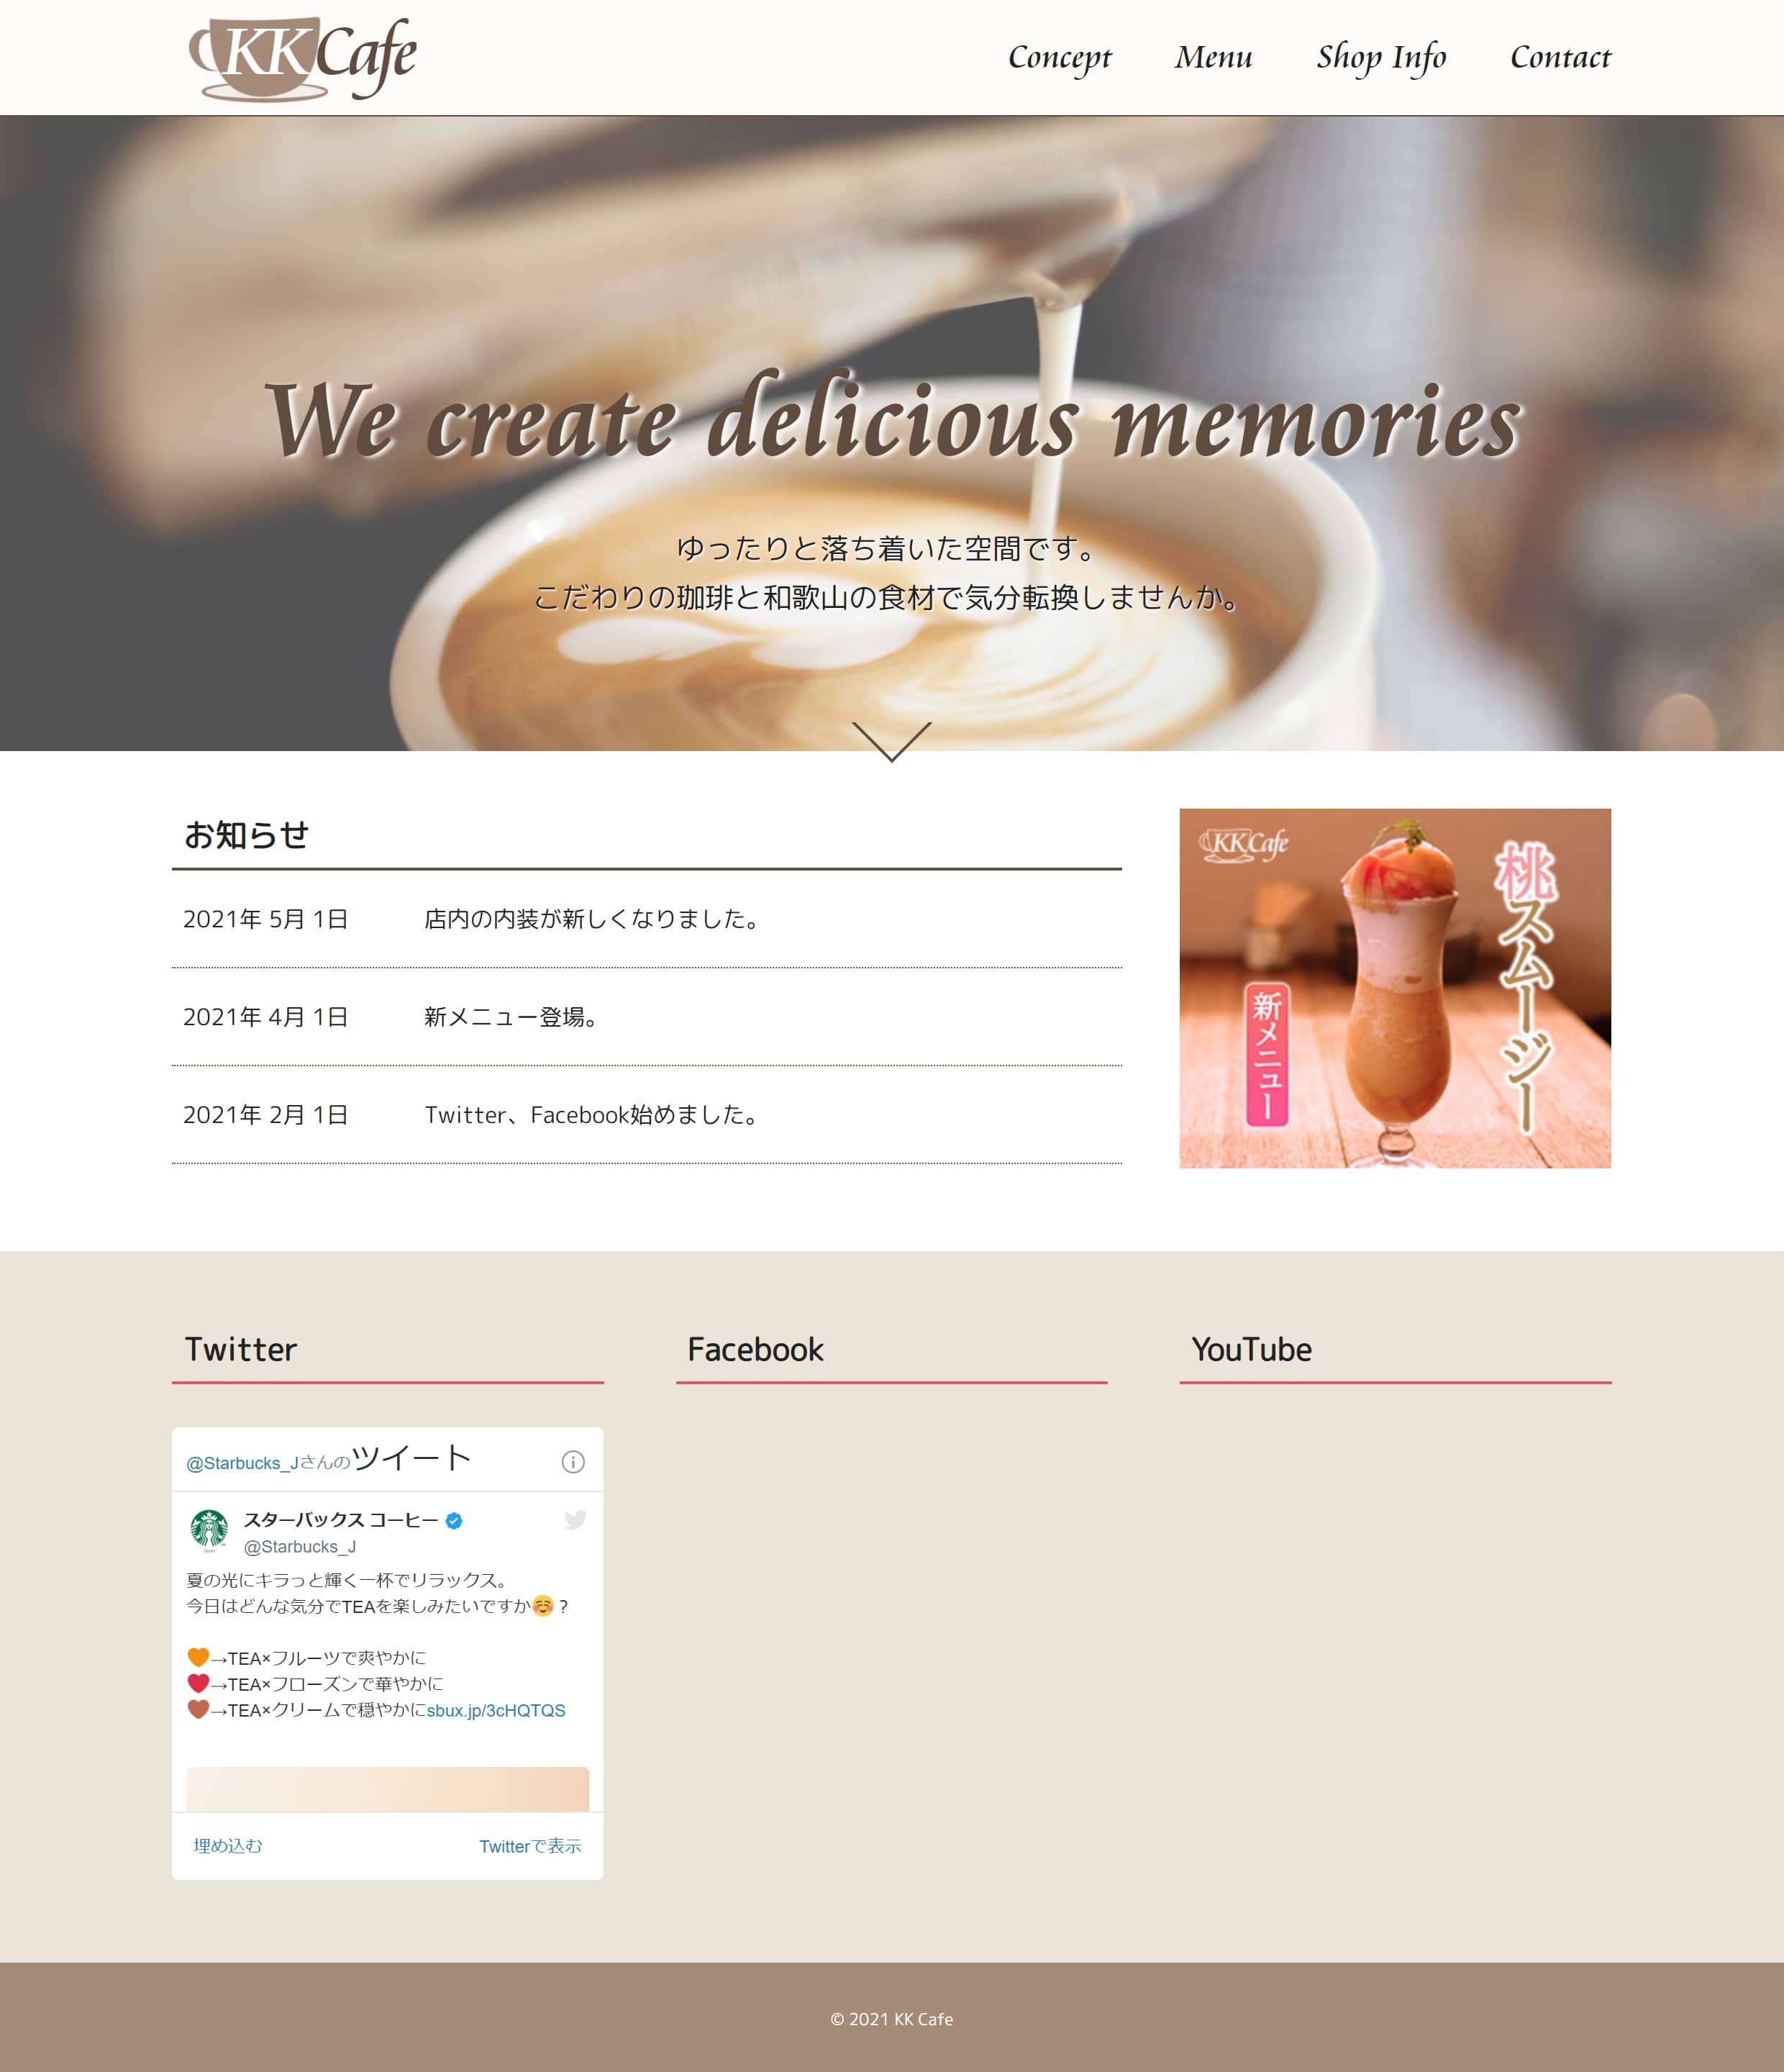 KKCafe
Concept Menu Shop Info Contact
We create delicious memories
ゆったりと落ち着いた空間です。
こだわりの珈琲と和歌山の食材で気分転換しませんか。
お知らせ
2021年 5月 1日 店内の内装が新しくなりました。
2021年 4月 1日 新メニュー登場。
2021年 2月 1日 Twitter、Facebook始めました。
KKCafe
桃スムージー
新メニュー
Twitter
Facebook
YouTube
@Starbucks_Jさんのツイート
スターバックス コーヒー
@Starbucks_J
夏の光にキラっと輝く一杯でリラックス。
今日はどんな気分でTEAを楽しみたいですか☺️？
🧡→TEA×フルーツで爽やかに
❤️→TEA×フローズンで華やかに
🤎→TEA×クリームで穏やかにsbux.jp/3cHQTQS
埋め込む Twitterで表示
© 2021 KK Cafe